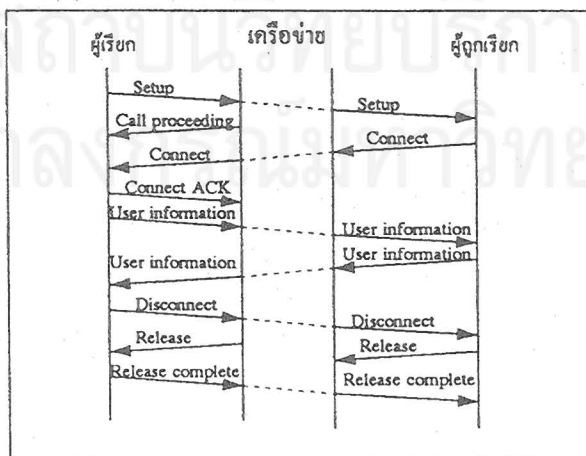 ผู้เรียก เครือข่าย ผู้ถูกเรียก
Setup
Setup
Call proceeding
Connect
Connect
Connect ACK
User information
User information
User information
User information
Disconnect
Disconnect
Release
Release
Release complete
Release complete